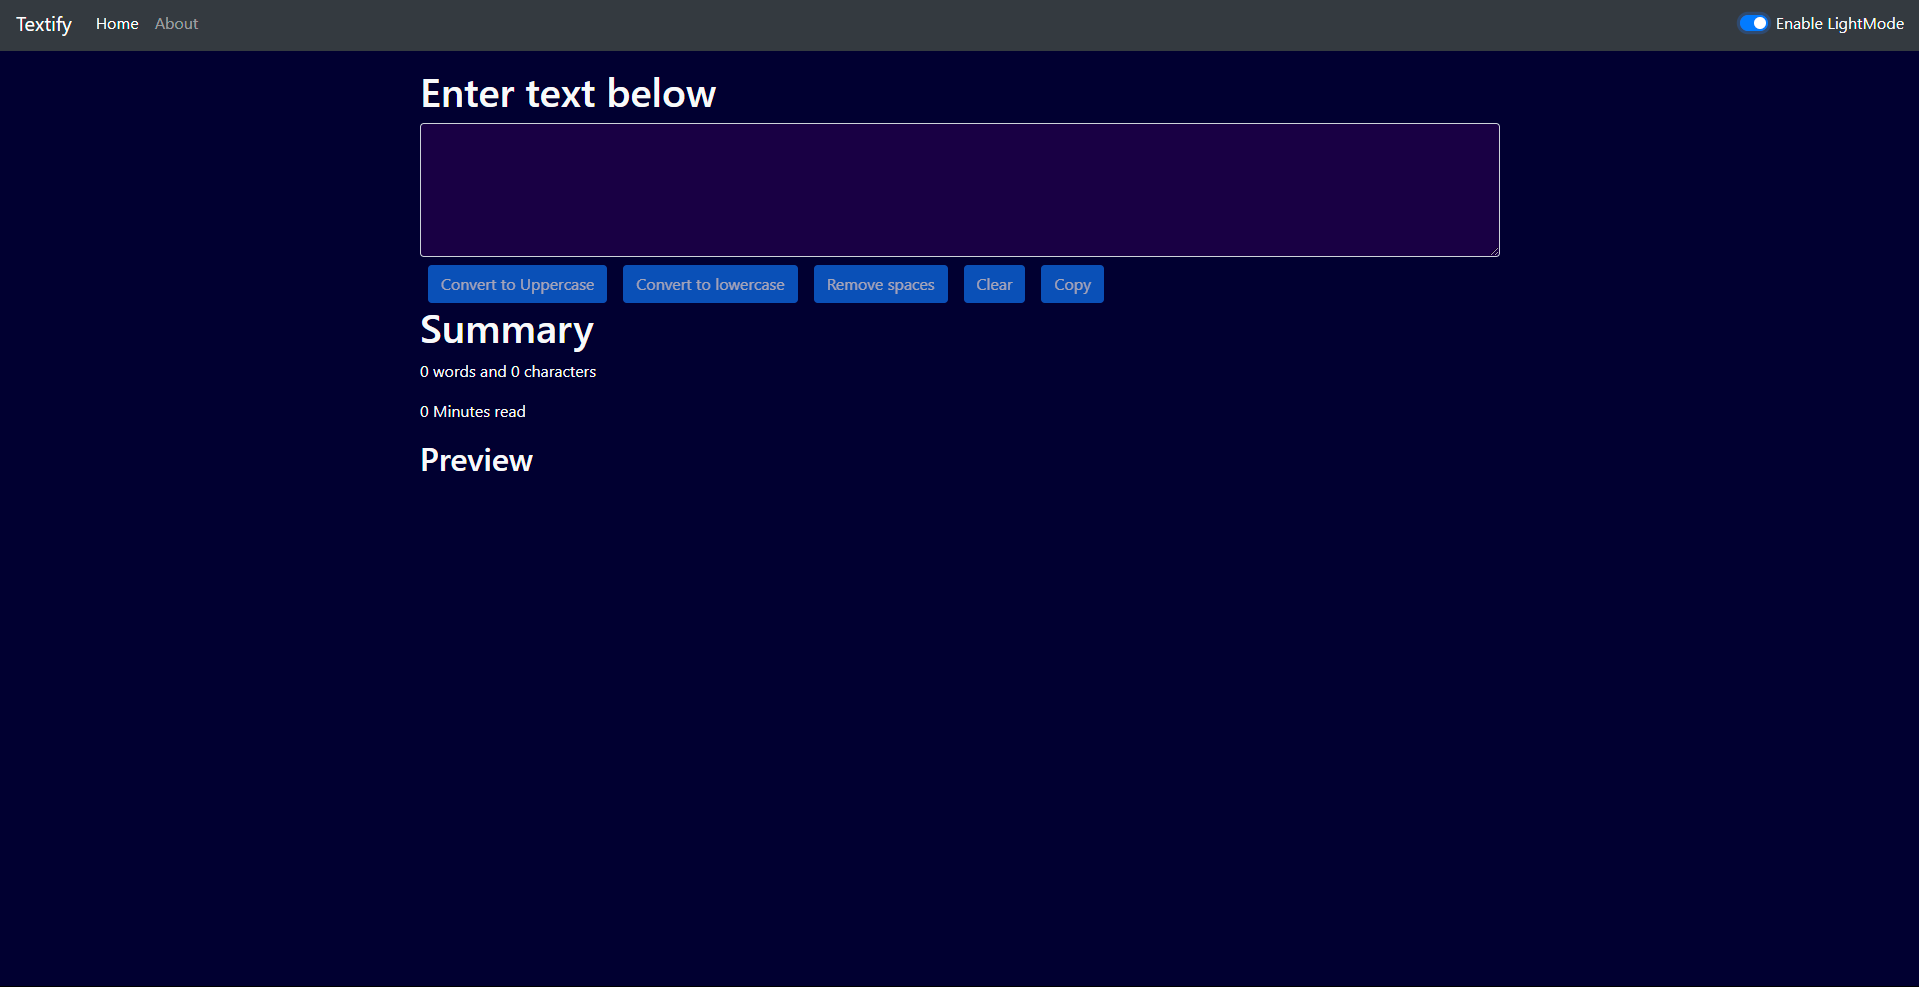 Textify Home About Enable LightMode
Enter text below
Convert to Uppercase Convert to lowercase Remove spaces Clear Copy
Summary
0 words and 0 characters
0 Minutes read
Preview